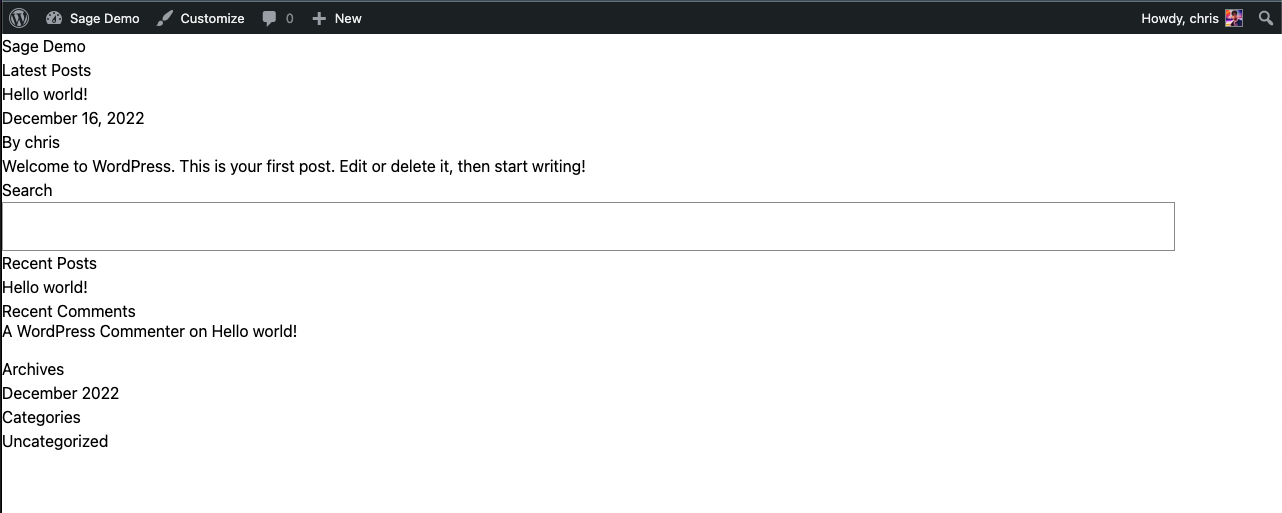 Sage Demo Customize 0 New Howdy, chris
Sage Demo
Latest Posts
Hello world!
December 16, 2022
By chris
Welcome to WordPress. This is your first post. Edit or delete it, then start writing!
Search
Recent Posts
Hello world!
Recent Comments
A WordPress Commenter on Hello world!
Archives
December 2022
Categories
Uncategorized